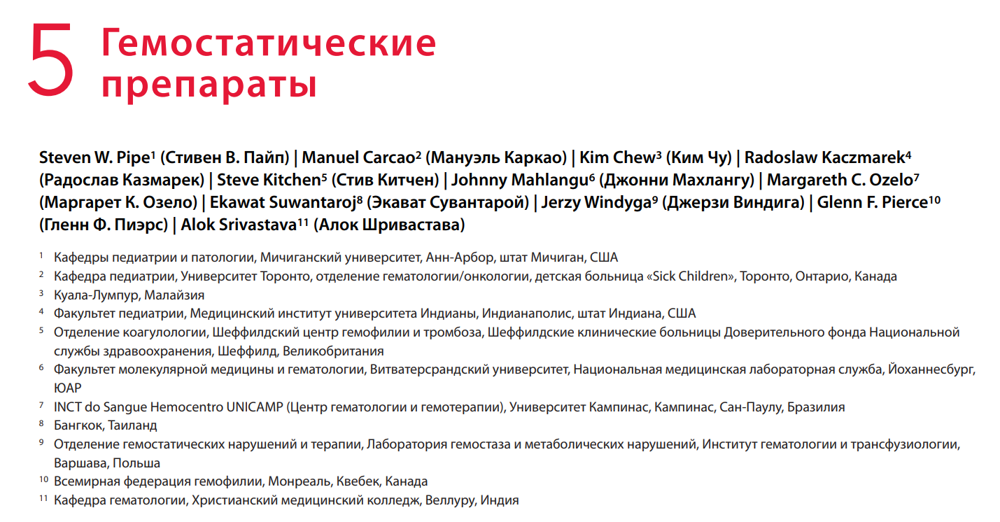 5 Гемостатические
препараты
Steven W. Pipe¹ (Стивен В. Пайп) | Manuel Carcao² (Мануэль Каркао) | Kim Chew³ (Ким Чу) | Radoslaw Kaczmarek⁴
(Радослав Казмарек) | Steve Kitchen⁵ (Стив Китчен) | Johnny Mahlangu⁶ (Джонни Махлангу) | Margareth C. Ozelo⁷
(Маргарет К. Озело) | Ekawat Suwantaroj⁸ (Экават Сувантарой) | Jerzy Windyga⁹ (Джерзи Виндига) | Glenn F. Pierce¹⁰
(Гленн Ф. Пиэрс) | Alok Srivastava¹¹ (Алок Шривастава)
¹ Кафедры педиатрии и патологии, Мичиганский университет, Анн-Арбор, штат Мичиган, США
² Кафедра педиатрии, Университет Торонто, отделение гематологии/онкологии, детская больница «Sick Children», Торонто, Онтарио, Канада
³ Куала-Лумпур, Малайзия
⁴ Факультет педиатрии, Медицинский институт университета Индианы, Индианаполис, штат Индиана, США
⁵ Отделение коагулологии, Шеффилдский центр гемофилии и тромбоза, Шеффилдские клинические больницы Доверительного фонда Национальной
службы здравоохранения, Шеффилд, Великобритания
⁶ Факультет молекулярной медицины и гематологии, Витватерсрандский университет, Национальная медицинская лабораторная служба, Йоханнесбург,
ЮАР
⁷ INCT do Sangue Hemocentro UNICAMP (Центр гематологии и гемотерапии), Университет Кампинас, Кампинас, Сан-Паулу, Бразилия
⁸ Бангкок, Таиланд
⁹ Отделение гемостатических нарушений и терапии, Лаборатория гемостаза и метаболических нарушений, Институт гематологии и трансфузиологии,
Варшава, Польша
¹⁰ Всемирная федерация гемофилии, Монреаль, Квебек, Канада
¹¹ Кафедра гематологии, Христианский медицинский колледж, Веллуру, Индия